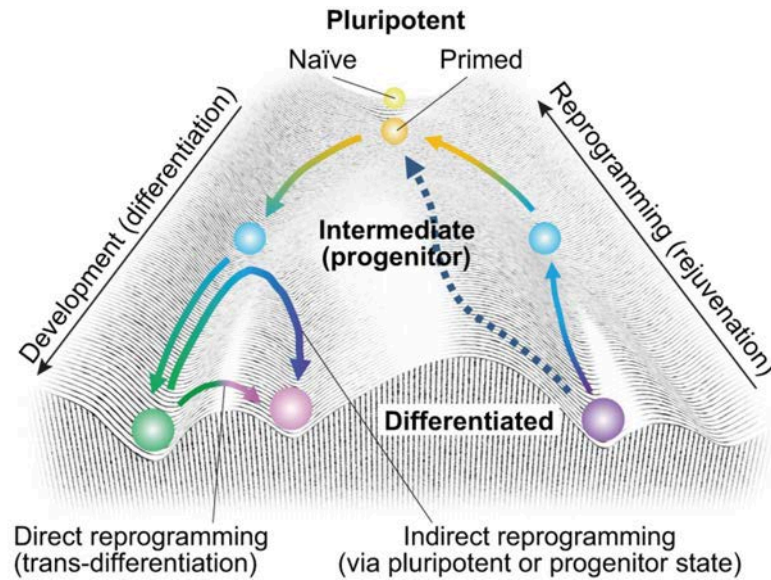 Pluripotent
Naïve
Primed
Development (differentiation)
Reprogramming (rejuvenation)
Intermediate
(progenitor)
Differentiated
Direct reprogramming
(trans-differentiation)
Indirect reprogramming
(via pluripotent or progenitor state)